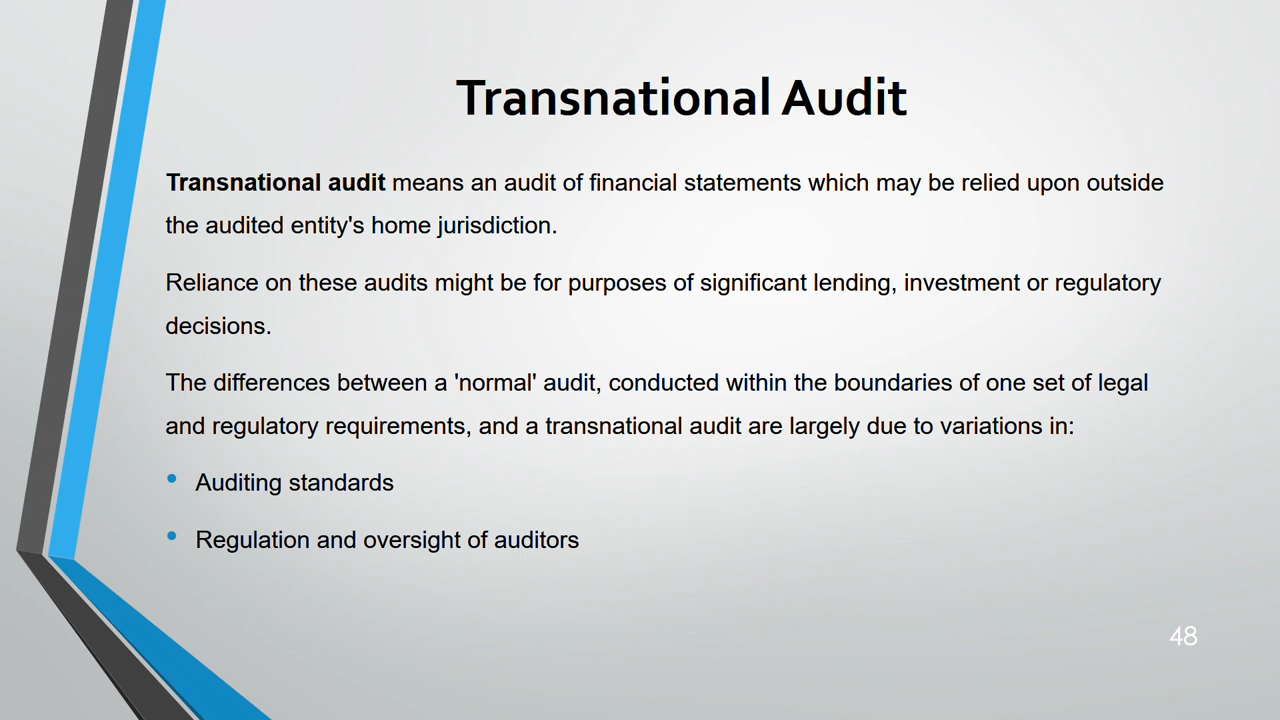 Transnational Audit
Transnational audit means an audit of financial statements which may be relied upon outside
the audited entity's home jurisdiction.
Reliance on these audits might be for purposes of significant lending, investment or regulatory
decisions.
The differences between a 'normal' audit, conducted within the boundaries of one set of legal
and regulatory requirements, and a transnational audit are largely due to variations in:
• Auditing standards
• Regulation and oversight of auditors
48